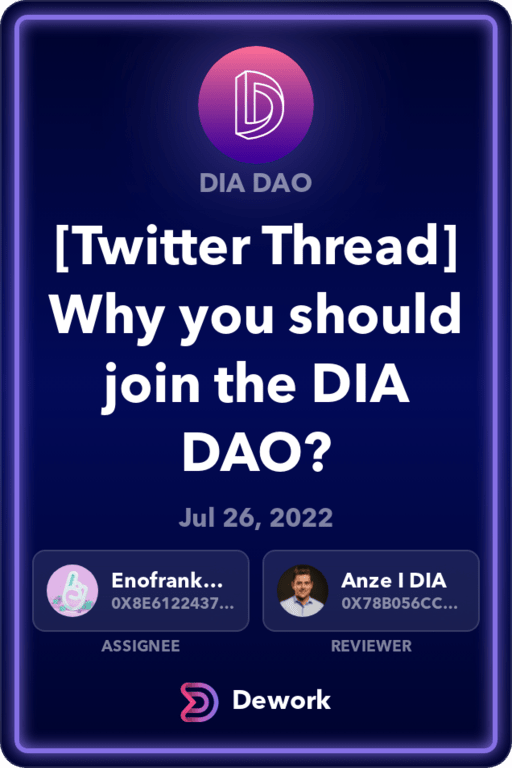 DIA DAO
[Twitter Thread]
Why you should
join the DIA
DAO?
Jul 26, 2022
Enofrank...
0X8E6122437...
ASSIGNEE
Anze I DIA
0X78B056CC...
REVIEWER
Dework